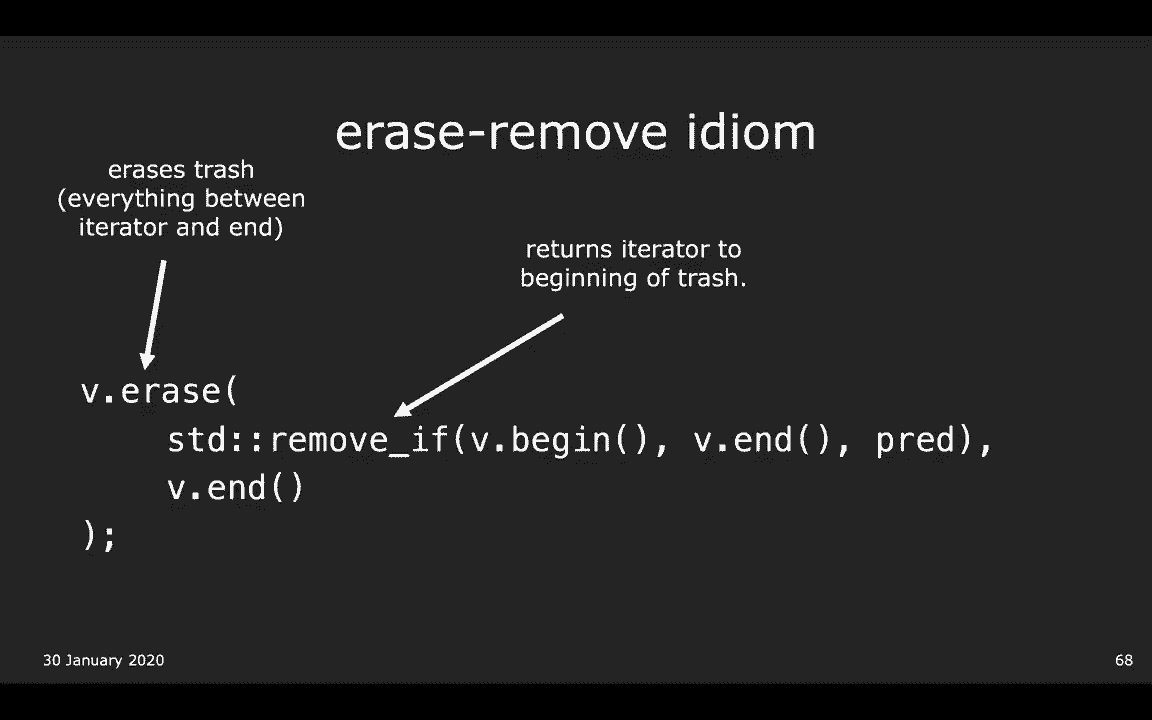 erase-remove idiom
erases trash
(everything between
iterator and end)
returns iterator to
beginning of trash.
v.erase(
std::remove_if(v.begin(), v.end(), pred),
v.end()
);
30 January 2020
68